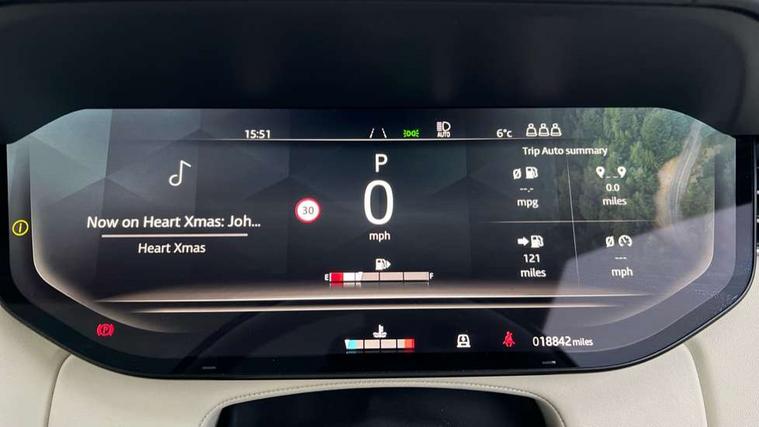 15:51
AUTO
6°c
Now on Heart Xmas: Joh...
Heart Xmas
P
0
mph
30
E
F
Trip Auto summary
--.-
mpg
0.0
miles
121
miles
---
mph
018842 miles